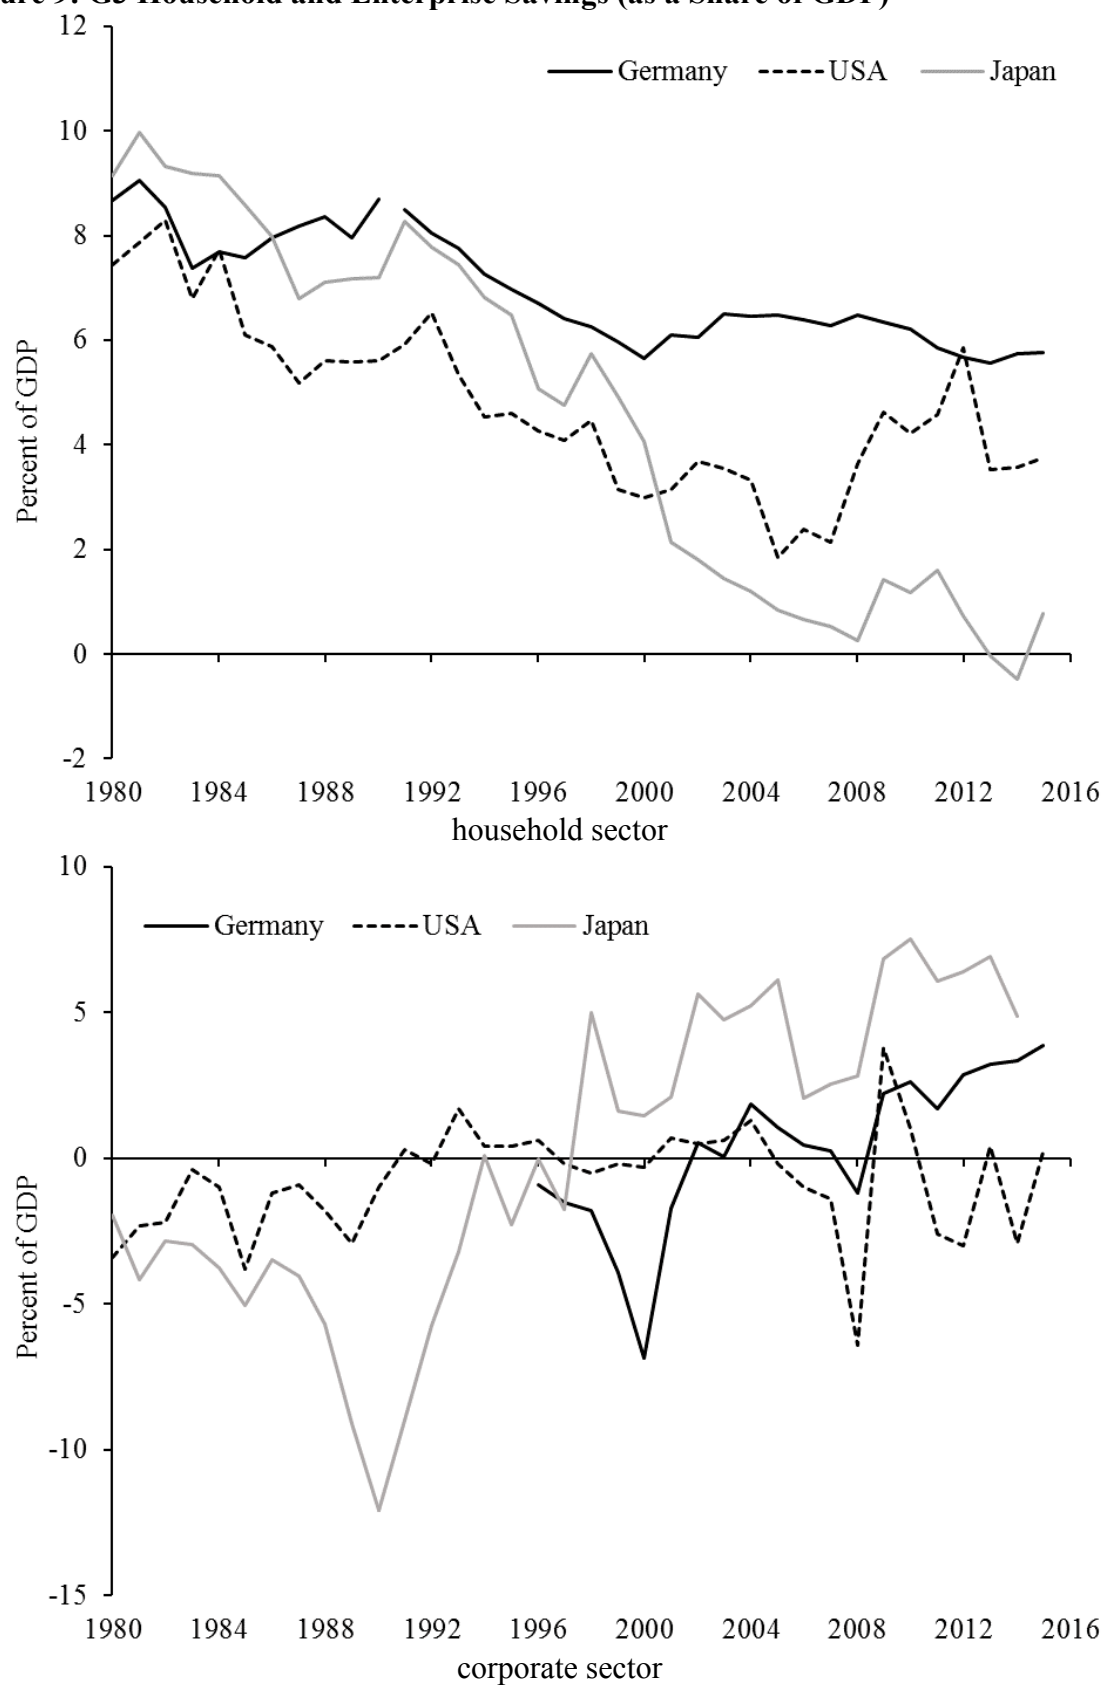 G3 Household and Enterprise Savings (as a Share of GDP)
12
Germany USA Japan
10
8
6
4
2
0
-2
Percent of GDP
1980 1984 1988 1992 1996 2000 2004 2008 2012 2016
household sector
10
Germany USA Japan
5
0
-5
-10
-15
Percent of GDP
1980 1984 1988 1992 1996 2000 2004 2008 2012 2016
corporate sector